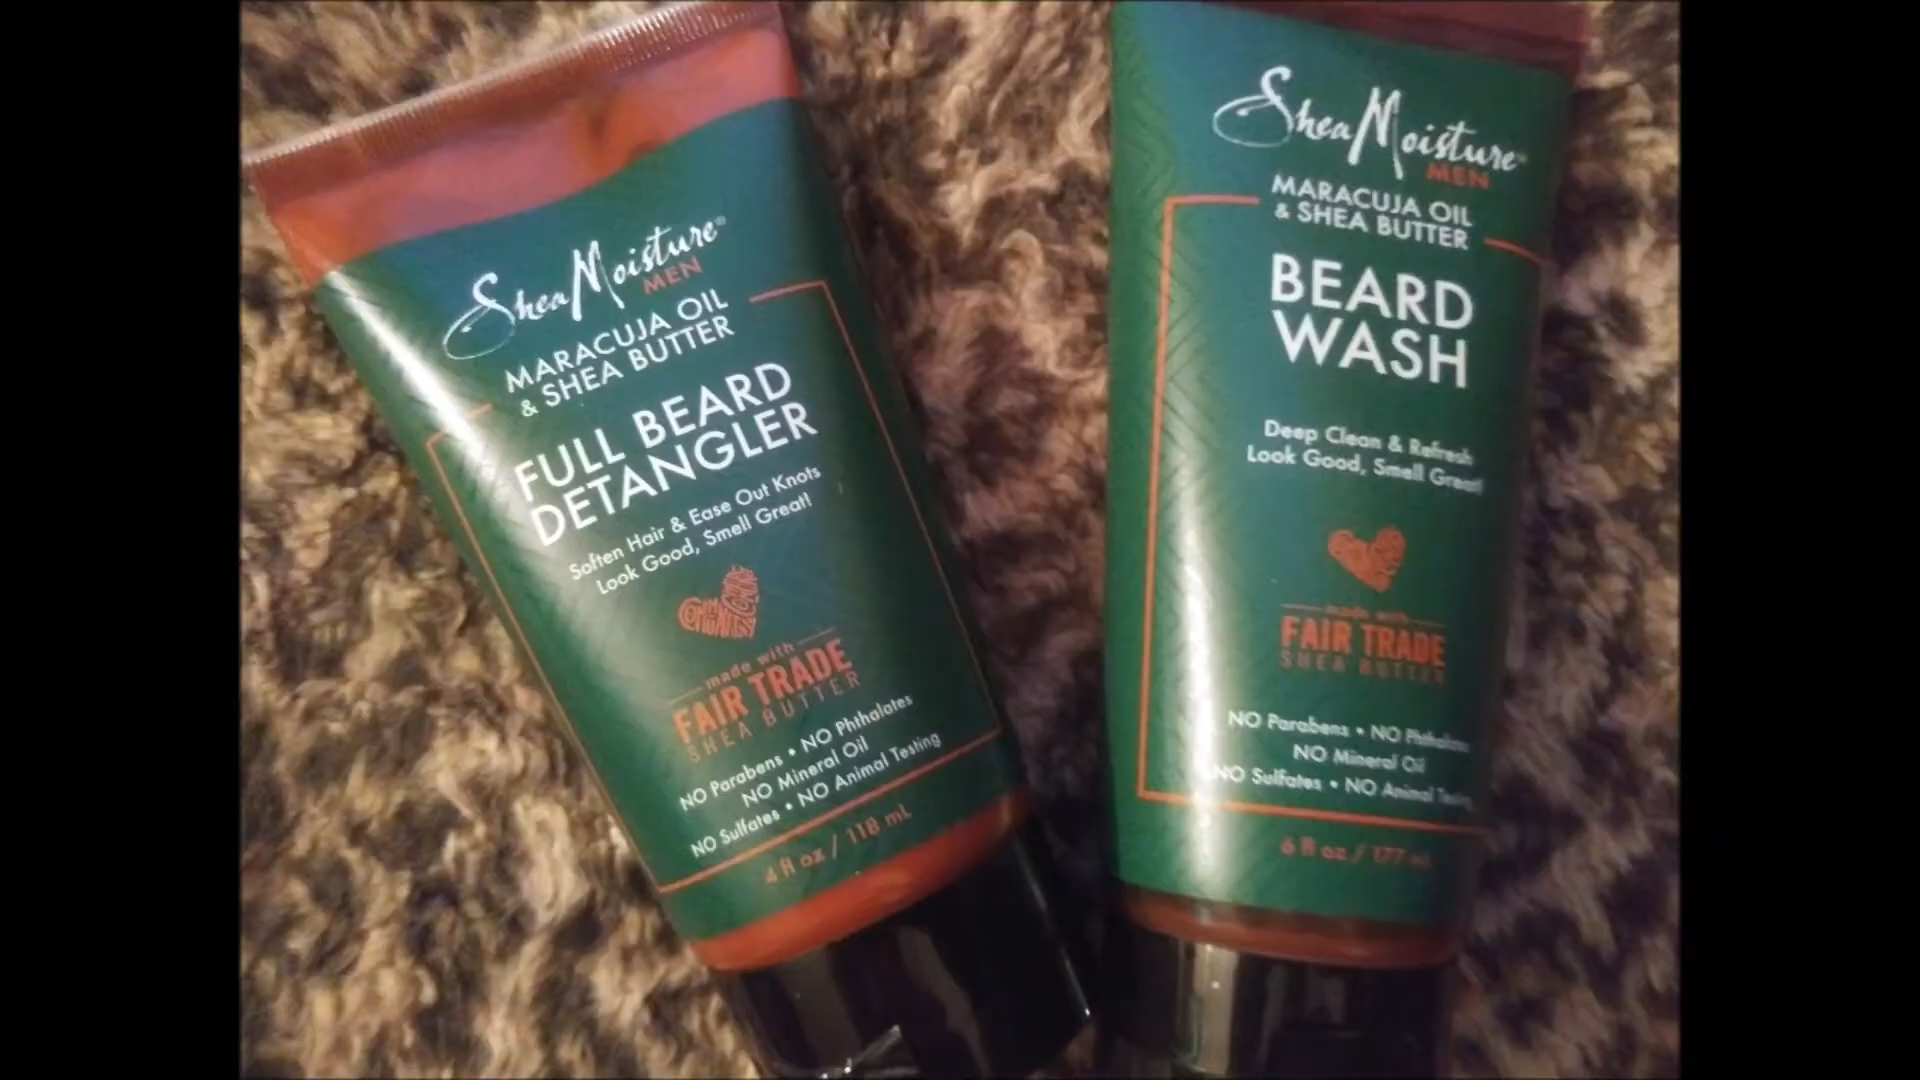 SheaMoisture®
MEN
MARACUJA OIL
& SHEA BUTTER
FULL BEARD
DETANGLER
Soften Hair & Ease Out Knots
Look Good, Smell Great!
COMMUNITY
made with
FAIR TRADE
SHEA BUTTER
NO Parabens • NO Phthalates
NO Mineral Oil
NO Sulfates • NO Animal Testing
4 fl oz / 118 mL
SheaMoisture®
MEN
MARACUJA OIL
& SHEA BUTTER
BEARD
WASH
Deep Clean & Refresh
Look Good, Smell Great!
made with
FAIR TRADE
SHEA BUTTER
NO Parabens • NO Phthalates
NO Mineral Oil
NO Sulfates • NO Animal Testing
6 fl oz / 177 mL